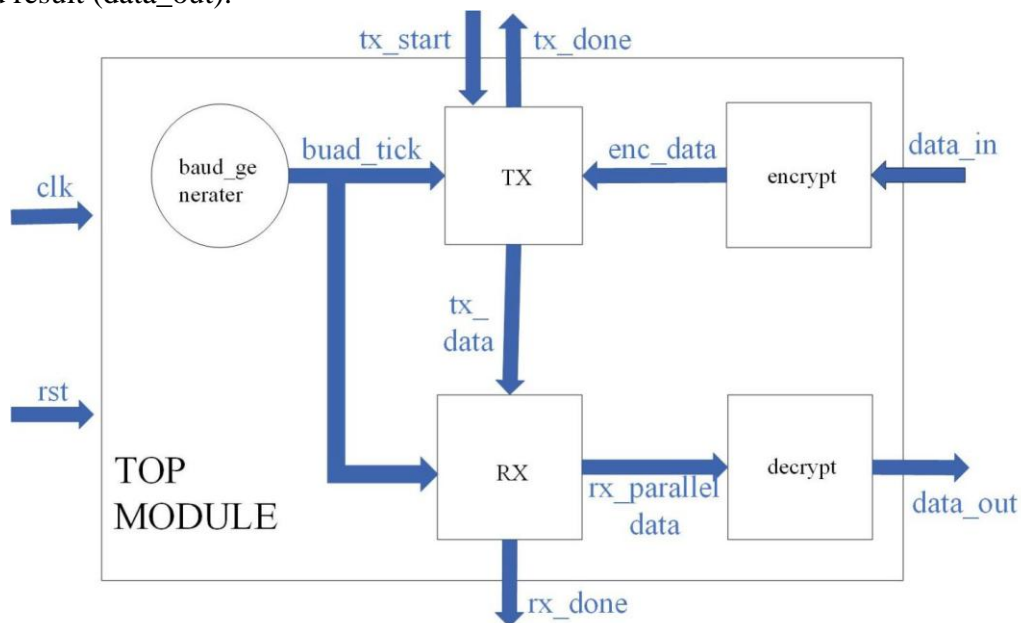 result (data_out).
tx_start
tx_done
baud_ge
nerater
buad_tick
TX
enc_data
encrypt
data_in
clk
tx_
data
rst
TOP
MODULE
RX
rx_parallel
data
decrypt
data_out
rx_done